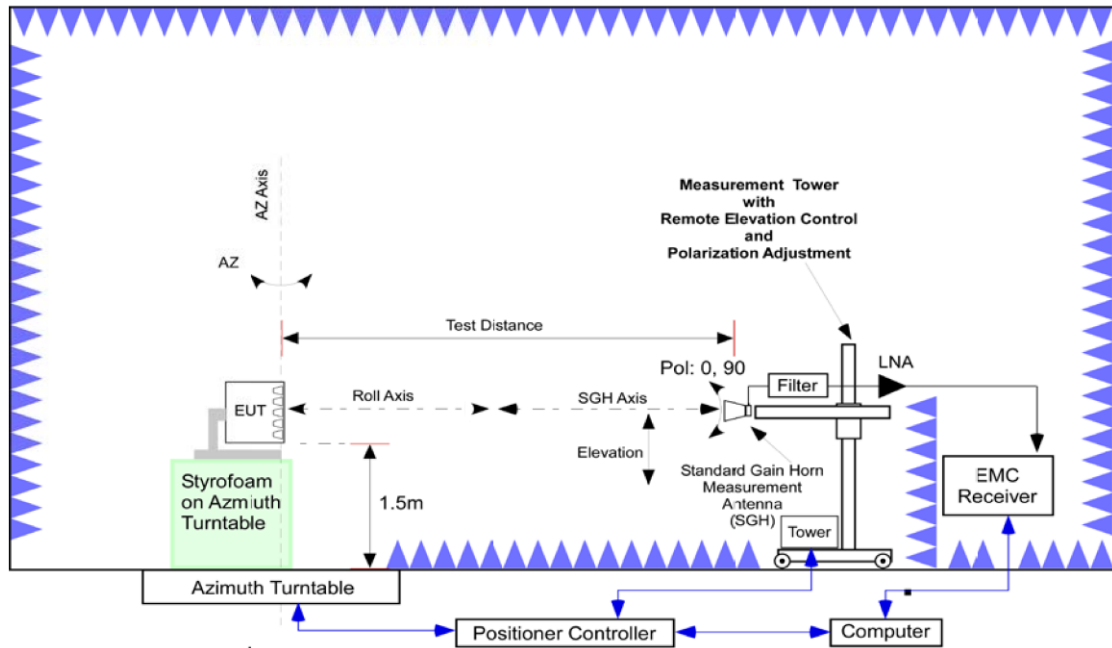 Measurement Tower
with
Remote Elevation Control
and
Polarization Adjustment
AZ Axis
AZ
Test Distance
Pol: 0, 90
LNA
Filter
EUT
Roll Axis
SGH Axis
Elevation
Standard Gain Horn
Measurement
Antenna
(SGH)
EMC
Receiver
Styrofoam
on Azmiuth
Turntable
1.5m
Tower
Azimuth Turntable
Positioner Controller
Computer